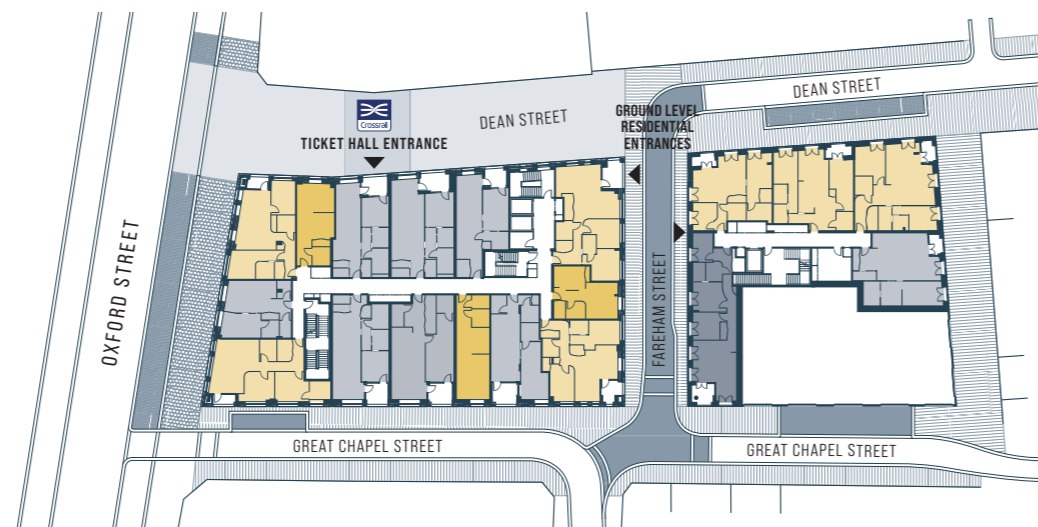 DEAN STREET
Crossrail
DEAN STREET
GROUND LEVEL
RESIDENTIAL
ENTRANCES
TICKET HALL ENTRANCE
OXFORD STREET
FAREHAM STREET
GREAT CHAPEL STREET
GREAT CHAPEL STREET